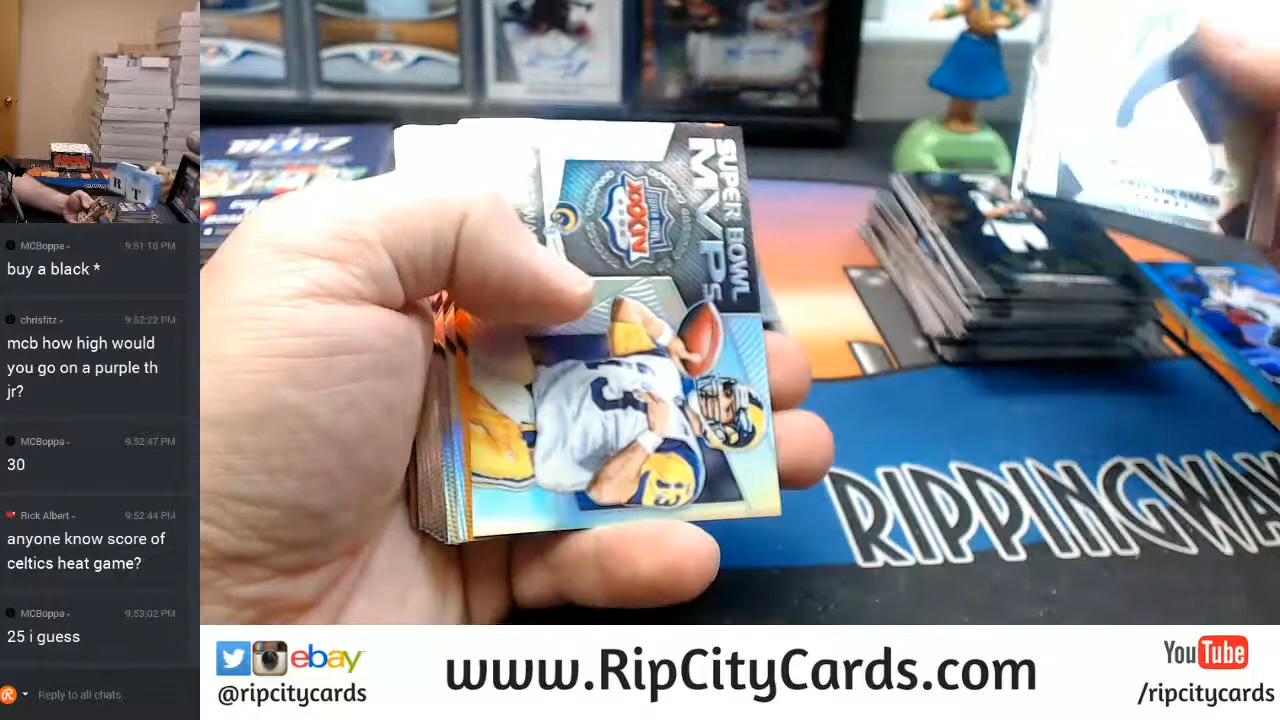 MCBoppa - 9:51:18 PM
buy a black *
christitz - 9:52:22 PM
mcb how high would
you go on a purple th
jr?
MCBoppa - 9:52:47 PM
30
Rick Albert - 9:52:44 PM
anyone know score of
celtics heat game?
MCBoppa - 9:53:02 PM
25 i guess
Reply to all chats
SUPER BOWL
MVPs
XXXIV
13
BLITZ
R T
RIPPINGWA
ebay
@ripcitycards
www.RipCityCards.com
YouTube
/ripcitycards